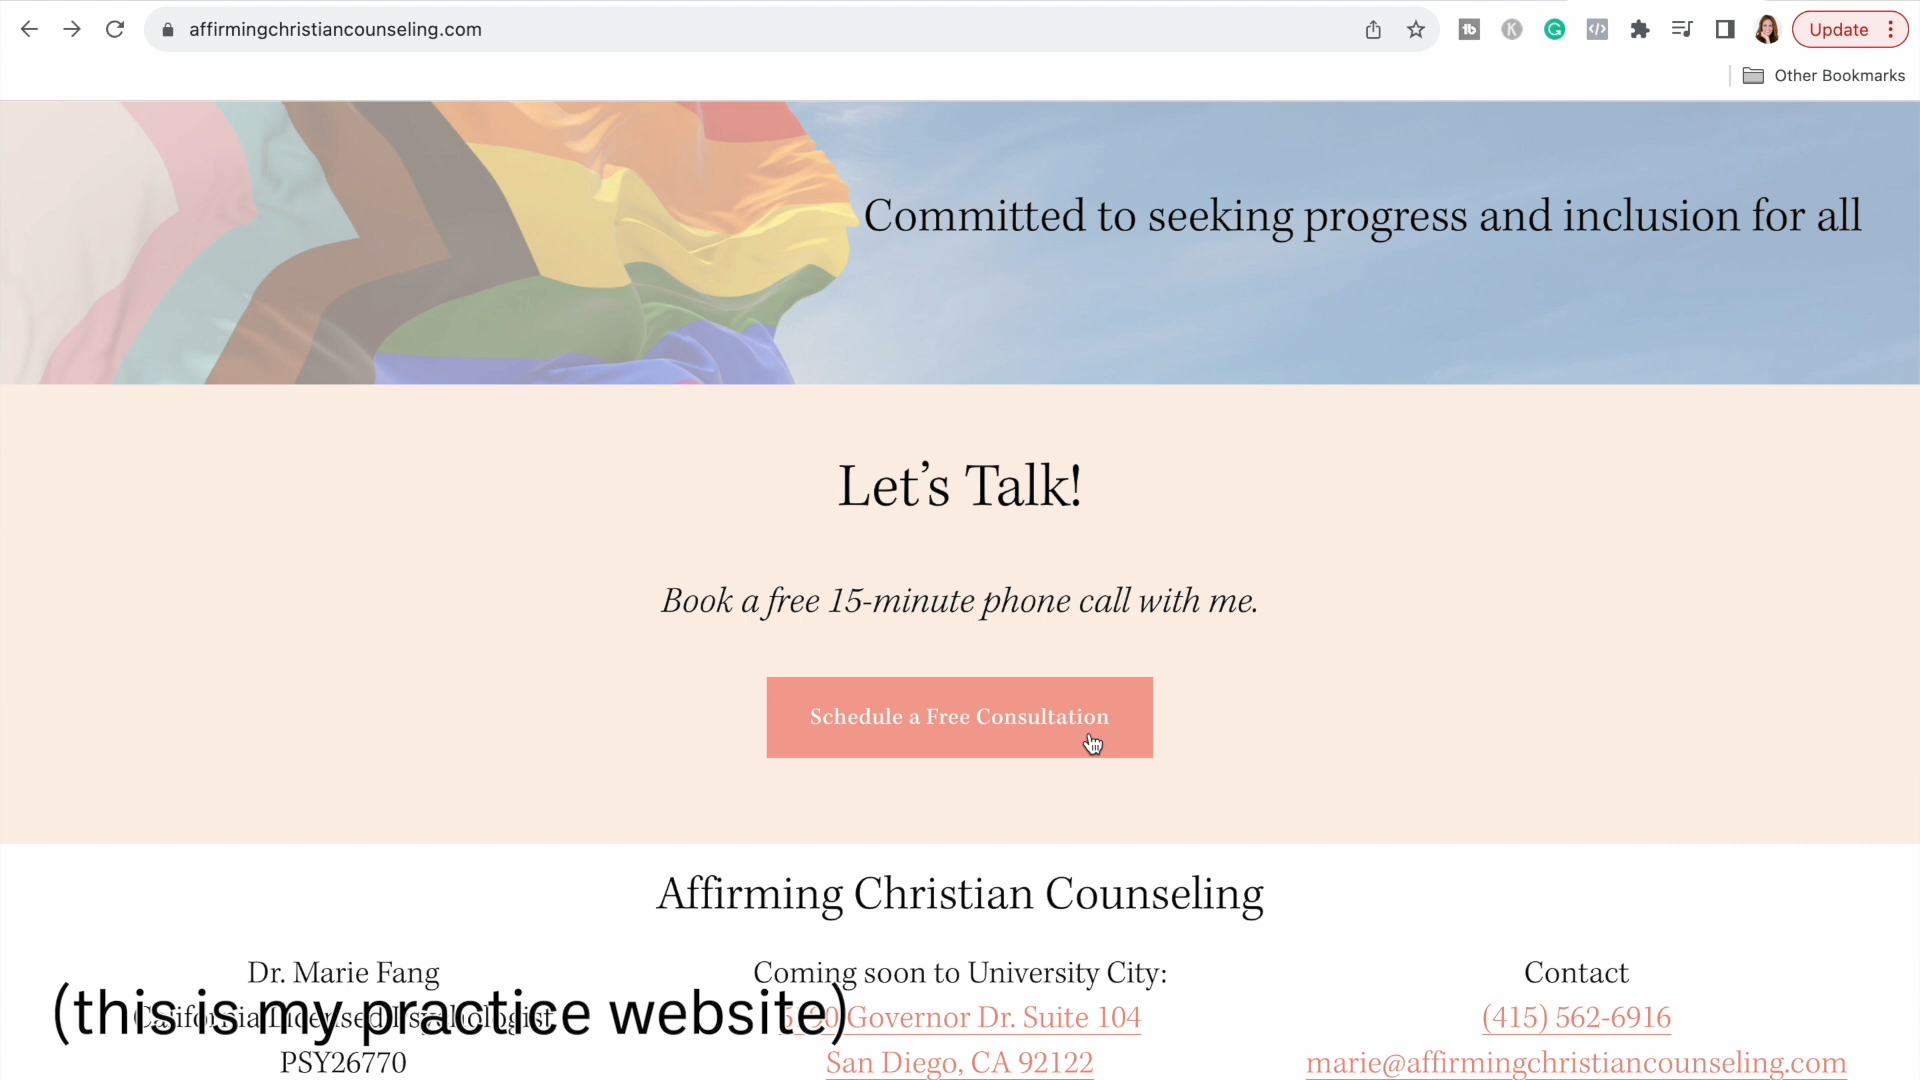 affirmingchristiancounseling.com
Update
Other Bookmarks
Committed to seeking progress and inclusion for all
Let's Talk!
Book a free 15-minute phone call with me.
Schedule a Free Consultation
Affirming Christian Counseling
Dr. Marie Fang
California Licensed Psychologist
PSY26770
Coming soon to University City:
Governor Dr. Suite 104
San Diego, CA 92122
Contact
(415) 562-6916
marie@affirmingchristiancounseling.com
(this is my practice website)